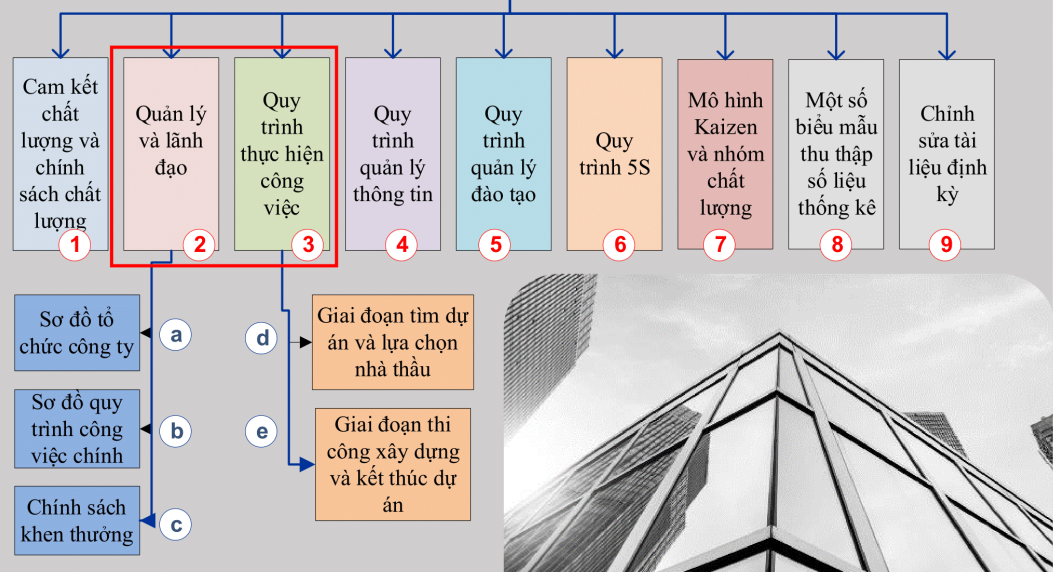 Cam kết
chất
lượng và
chính
sách chất
lượng
1
Quản lý
và lãnh
đạo
2
Quy
trình
thực hiện
công
việc
3
Quy
trình
quản lý
thông tin
4
Quy
trình
quản lý
đào tạo
5
Quy
trình 5S
6
Mô hình
Kaizen
và nhóm
chất
lượng
7
Một số
biểu mẫu
thu thập
số liệu
thống kê
8
Chỉnh
sửa tài
liệu định
kỳ
9
Sơ đồ tổ
chức công
ty
a
Sơ đồ quy
trình công
việc chính
b
Chính sách
khen thưởng
c
d
Giai đoạn tìm dự
án và lựa chọn
nhà thầu
e
Giai đoạn thi
công xây dựng
và kết thúc dự
án